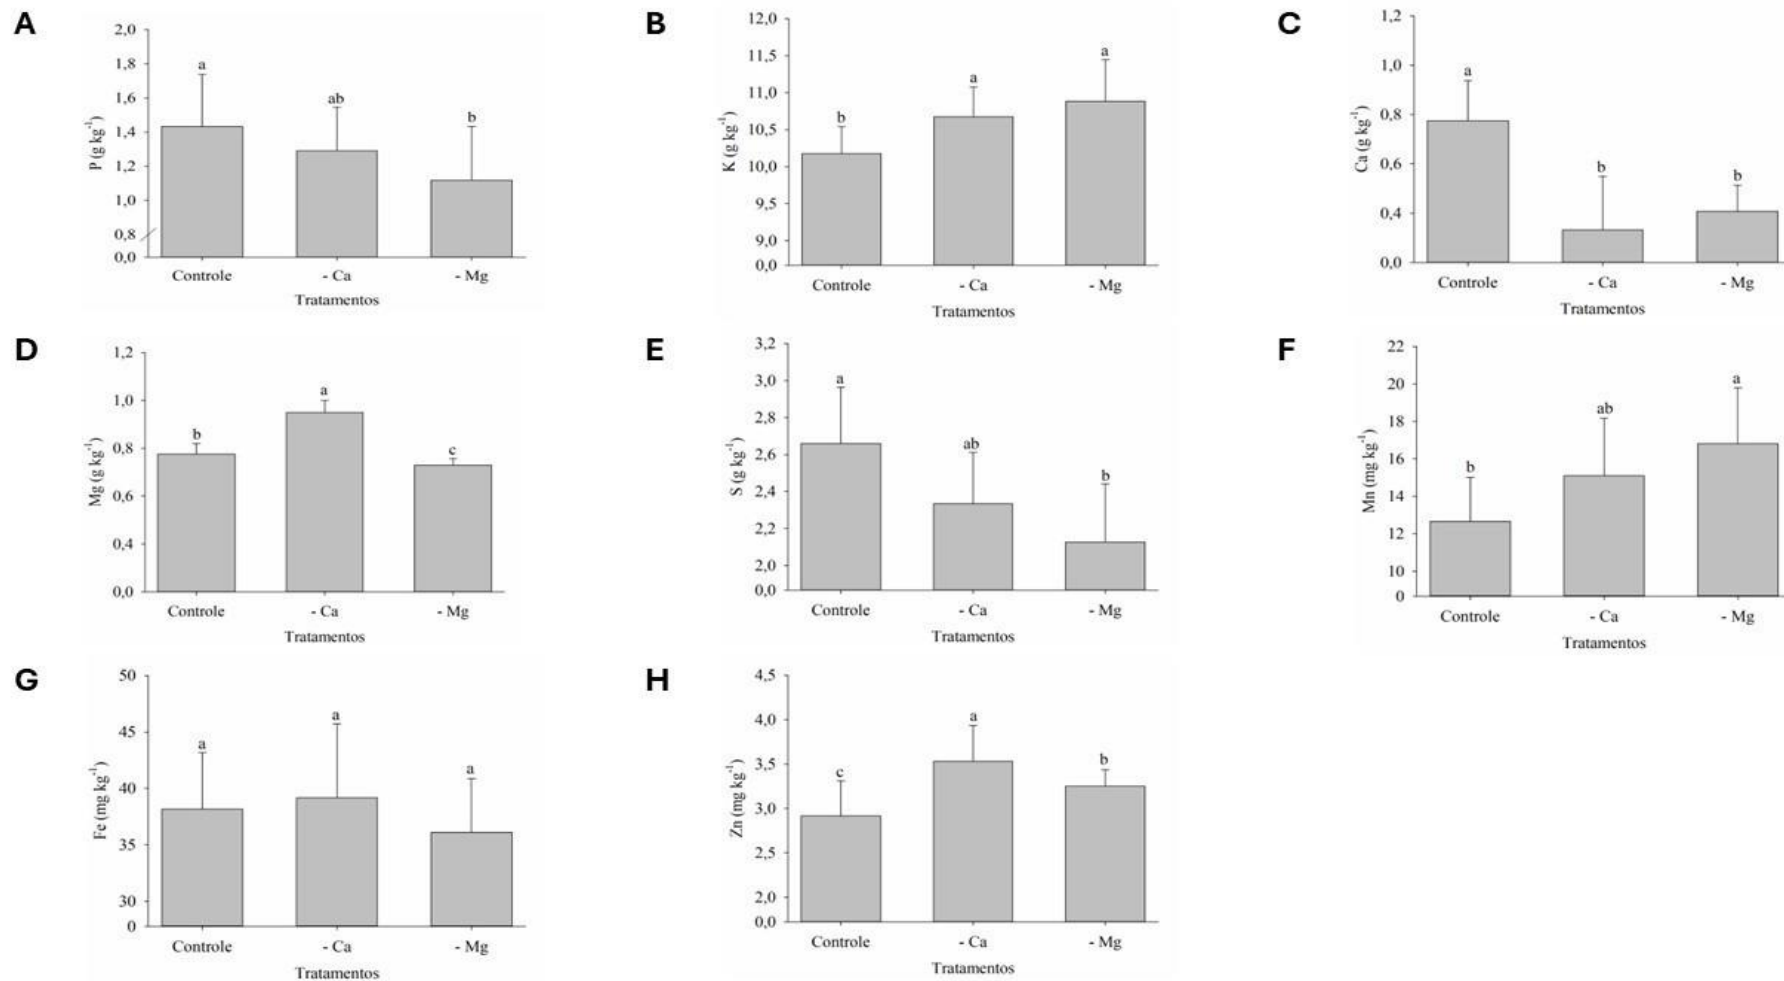 A
2,0
1,8
1,6
1,4
1,2
1,0
0,8
0,0
P (g kg⁻¹)
a
ab
b
Controle
- Ca
- Mg
Tratamentos
B
12,0
11,5
11,0
10,5
10,0
9,5
9,0
0,0
K (g kg⁻¹)
b
a
a
Controle
- Ca
- Mg
Tratamentos
C
1,2
1,0
0,8
0,6
0,4
0,0
Ca (g kg⁻¹)
a
b
b
Controle
- Ca
- Mg
Tratamentos
D
1,2
1,0
0,8
0,6
0,4
0,0
Mg (g kg⁻¹)
b
a
c
Controle
- Ca
- Mg
Tratamentos
E
3,2
3,0
2,8
2,6
2,4
2,2
2,0
0,0
S (g kg⁻¹)
a
ab
b
Controle
- Ca
- Mg
Tratamentos
F
22
20
18
16
14
12
10
0
Mn (mg kg⁻¹)
b
ab
a
Controle
- Ca
- Mg
Tratamentos
G
50
45
40
35
30
0
Fe (mg kg⁻¹)
a
a
a
Controle
- Ca
- Mg
Tratamentos
H
4,5
4,0
3,5
3,0
2,5
2,0
0,0
Zn (mg kg⁻¹)
c
a
b
Controle
- Ca
- Mg
Tratamentos